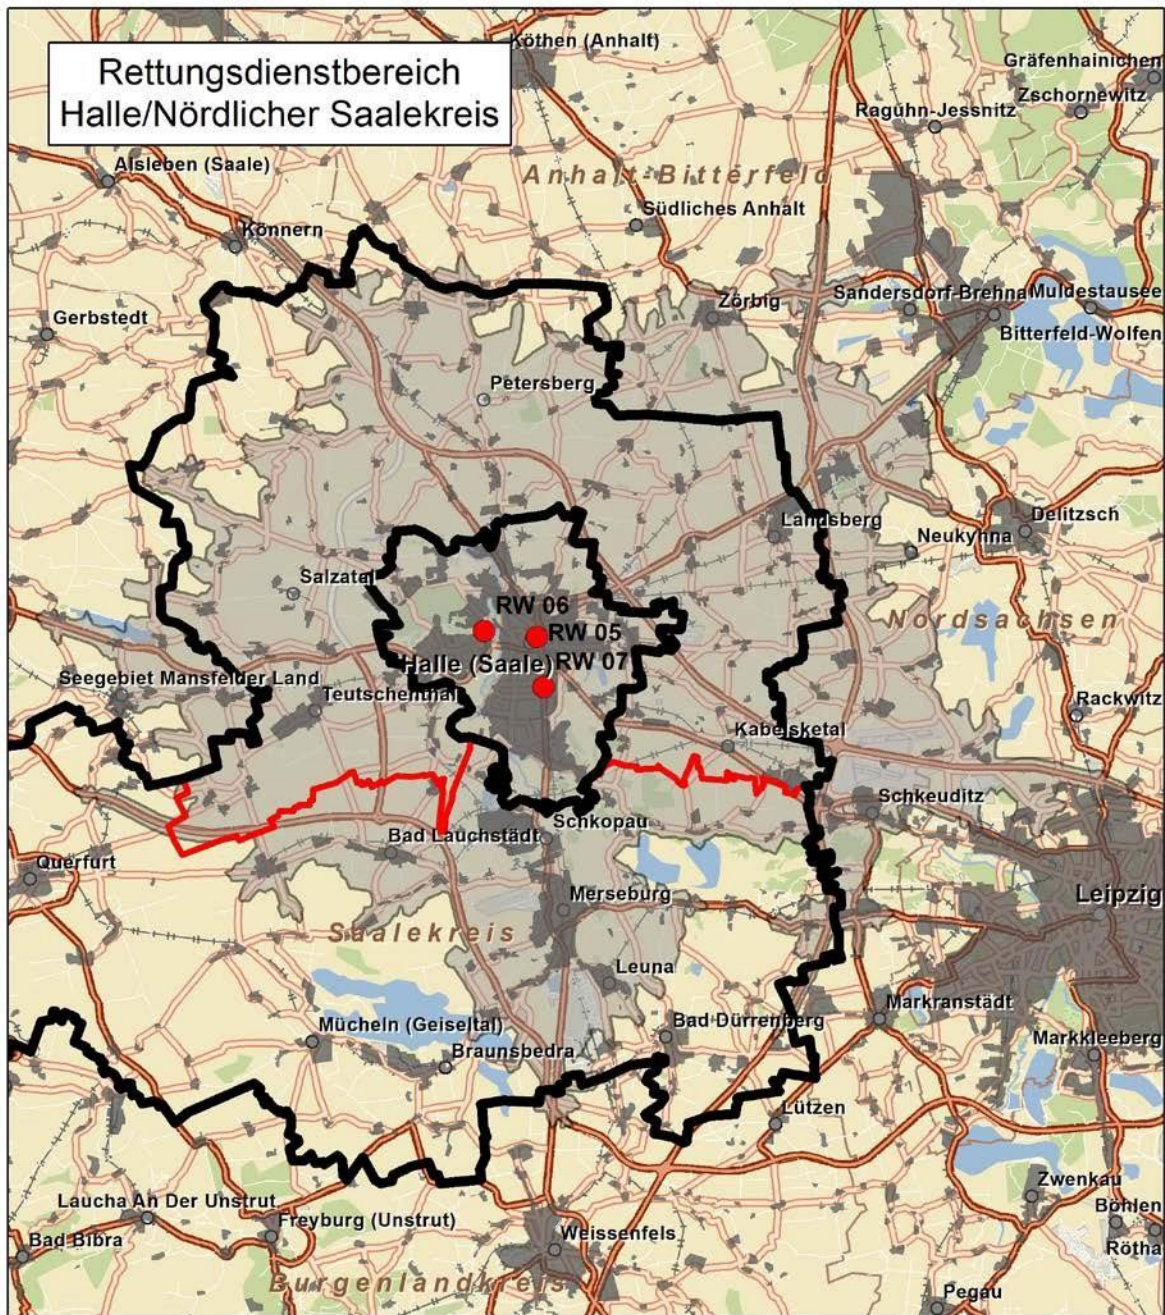 Rettungsdienstbereich
Halle/Nördlicher Saalekreis
Köthen (Anhalt)
Gräfenhainichen
Zschornewitz
Raguhn-Jessnitz
Alsleben (Saale)
Anhalt-Bitterfeld
Südliches Anhalt
Könnern
Zörbig
Sandersdorf-Brehna
Muldestausee
Gerbstedt
Bitterfeld-Wolfen
Petersberg
Landsberg
Delitzsch
Neukyhna
Salzatal
RW 06
Nordsachsen
RW 05
Halle (Saale)
RW 07
Seegebiet Mansfelder Land
Teutschenthal
Rackwitz
Kabelsketal
Schkeuditz
Schkopau
Bad Lauchstädt
Querfurt
Merseburg
Leipzig
Saalekreis
Leuna
Markranstädt
Mücheln (Geiseltal)
Bad Dürrenberg
Markkleeberg
Braunsbedra
Lützen
Zwenkau
Laucha An Der Unstrut
Böhlen
Freyburg (Unstrut)
Weissenfels
Bad Bibra
Rötha
Burgenlandkreis
Pegau